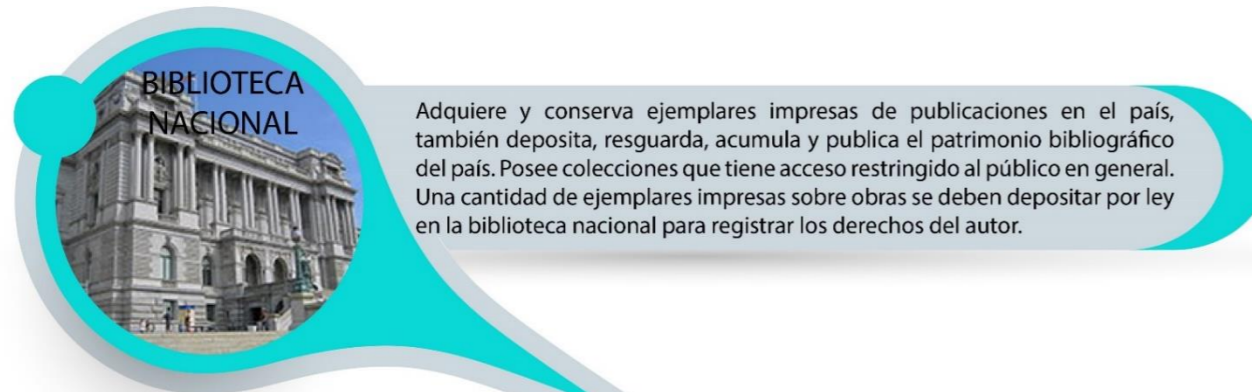 BIBLIOTECA
NACIONAL
Adquiere y conserva ejemplares impresas de publicaciones en el país,
también deposita, resguarda, acumula y publica el patrimonio bibliográfico
del país. Posee colecciones que tiene acceso restringido al público en general.
Una cantidad de ejemplares impresas sobre obras se deben depositar por ley
en la biblioteca nacional para registrar los derechos del autor.